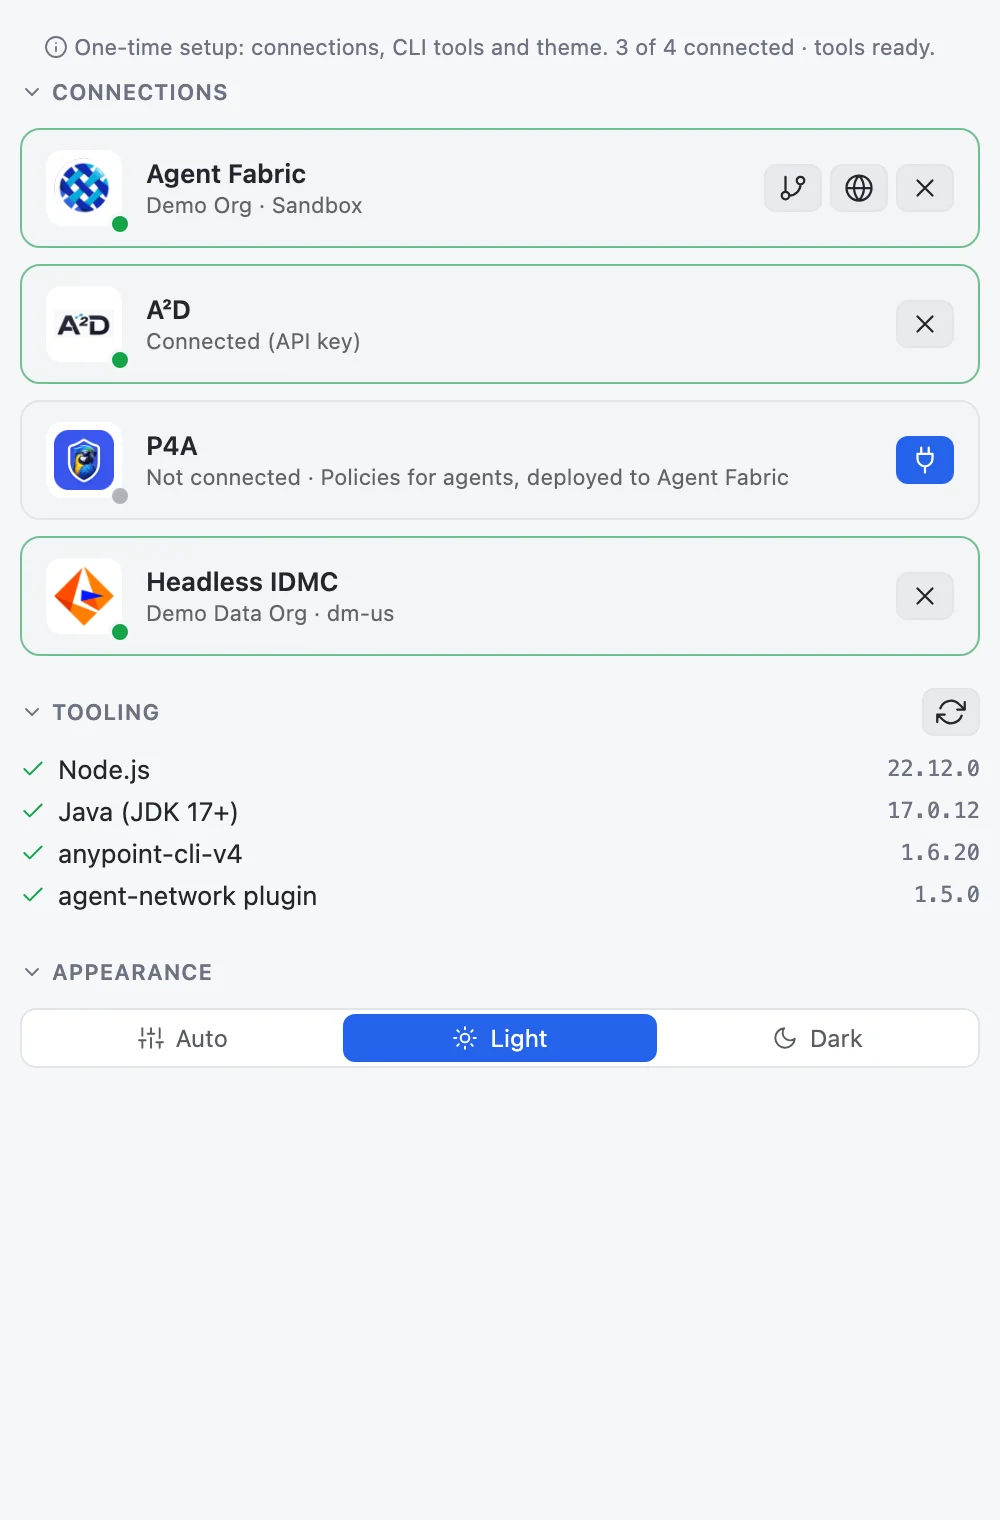 One-time setup: connections, CLI tools and theme. 3 of 4 connected · tools ready.
CONNECTIONS
Agent Fabric
Demo Org · Sandbox
A²D
A²D
Connected (API key)
P4A
Not connected · Policies for agents, deployed to Agent Fabric
Headless IDMC
Demo Data Org · dm-us
TOOLING
Node.js 22.12.0
Java (JDK 17+) 17.0.12
anypoint-cli-v4 1.6.20
agent-network plugin 1.5.0
APPEARANCE
Auto Light Dark